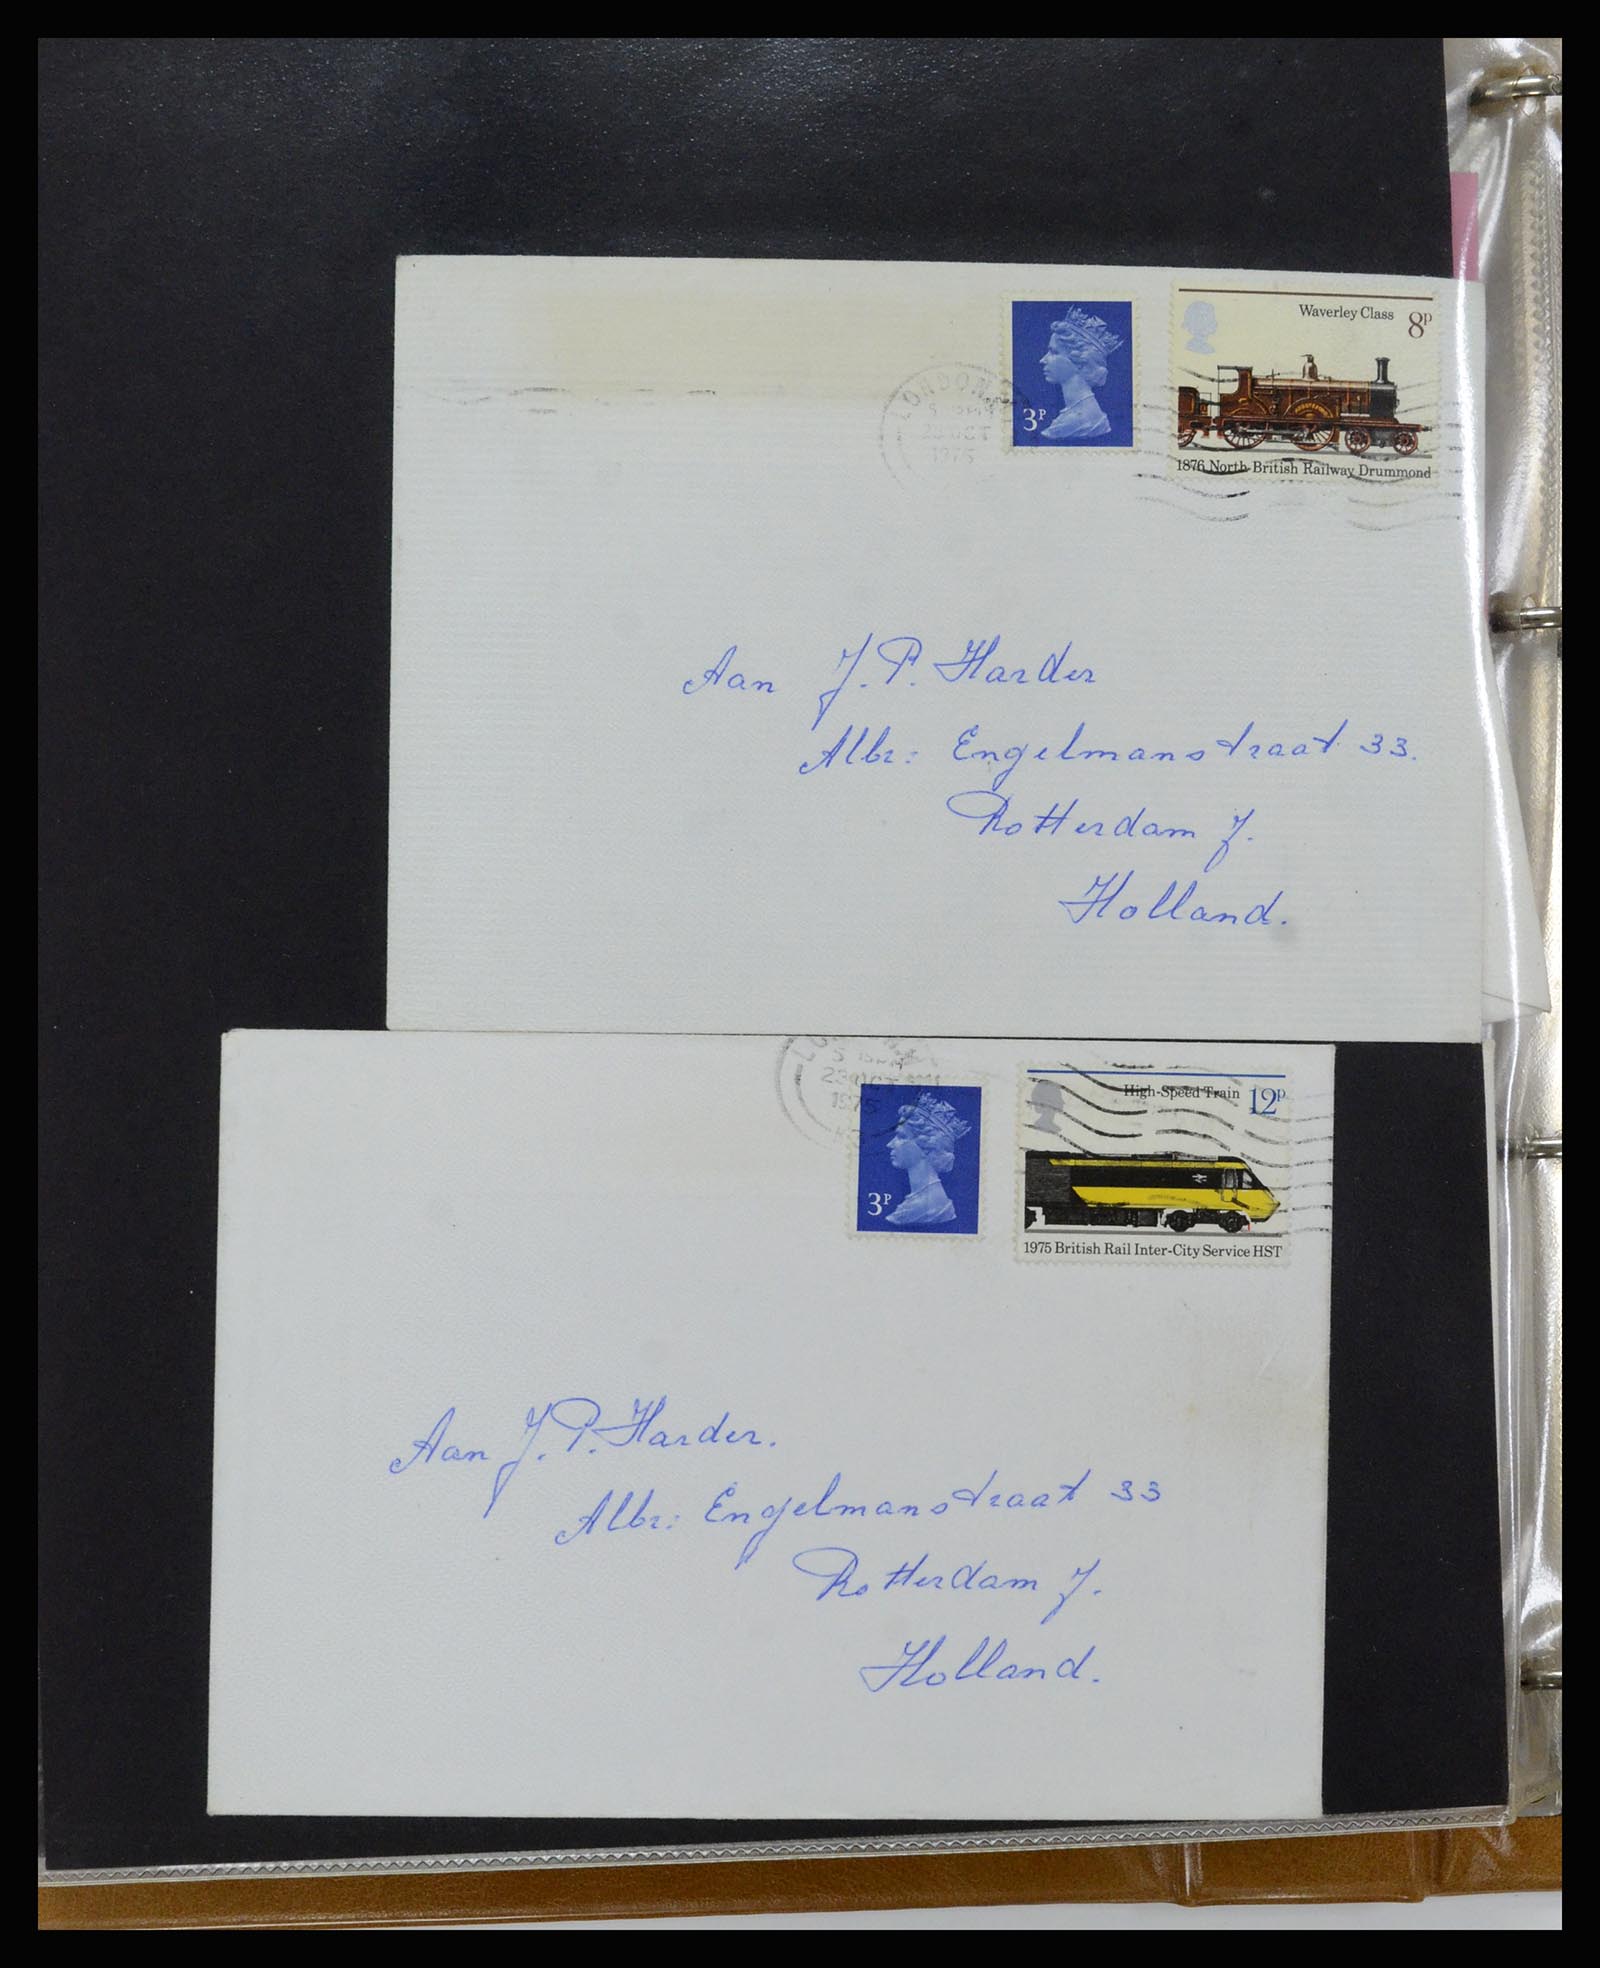 Waverley Class 8P
3P
LONDON
23 OCT
1975
1876 North British Railway Drummond
Aan J. P. Harder
Albr: Engelmanstraat 33.
Rotterdam J.
Holland.
23 OCT
1975
High-Speed Train 12P
3P
1975 British Rail Inter-City Service HST
Aan J. P. Harder.
Albr: Engelmanstraat 33
Rotterdam J.
Holland.